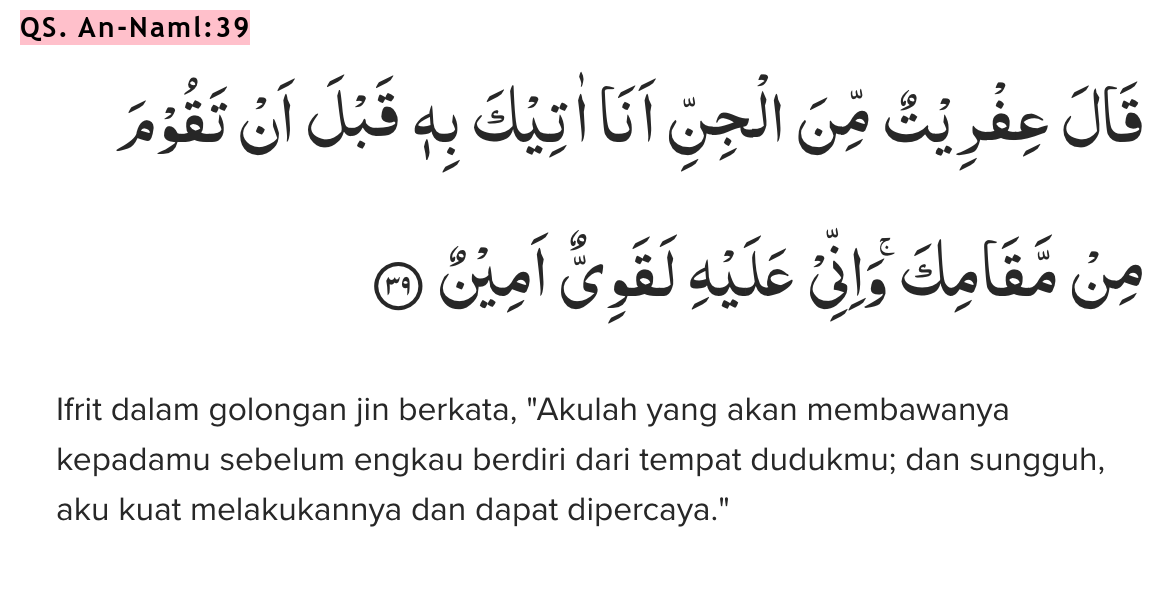 QS. An-Naml:39
قَالَ عِفْرِيْتٌ مِّنَ الْجِنِّ اَنَا۠ اٰتِيْكَ بِهٖ قَبْلَ اَنْ تَقُوْمَ
مِنْ مَّقَامِكَۚ وَاِنِّيْ عَلَيْهِ لَقَوِيٌّ اَمِيْنٌ ٣٩
Ifrit dalam golongan jin berkata, "Akulah yang akan membawanya
kepadamu sebelum engkau berdiri dari tempat dudukmu; dan sungguh,
aku kuat melakukannya dan dapat dipercaya."